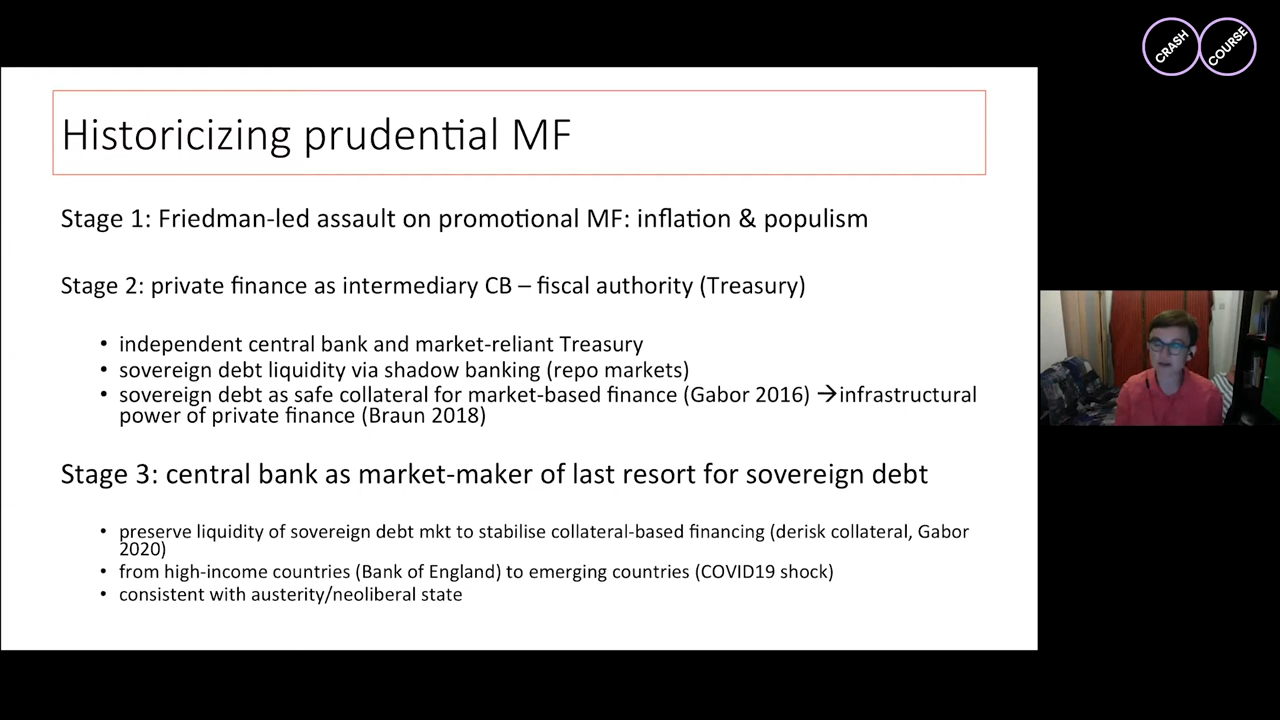 CRASH COURSE
Historicizing prudential MF
Stage 1: Friedman-led assault on promotional MF: inflation & populism
Stage 2: private finance as intermediary CB – fiscal authority (Treasury)
• independent central bank and market-reliant Treasury
• sovereign debt liquidity via shadow banking (repo markets)
• sovereign debt as safe collateral for market-based finance (Gabor 2016) →infrastructural
power of private finance (Braun 2018)
Stage 3: central bank as market-maker of last resort for sovereign debt
• preserve liquidity of sovereign debt mkt to stabilise collateral-based financing (derisk collateral, Gabor
2020)
• from high-income countries (Bank of England) to emerging countries (COVID19 shock)
• consistent with austerity/neoliberal state